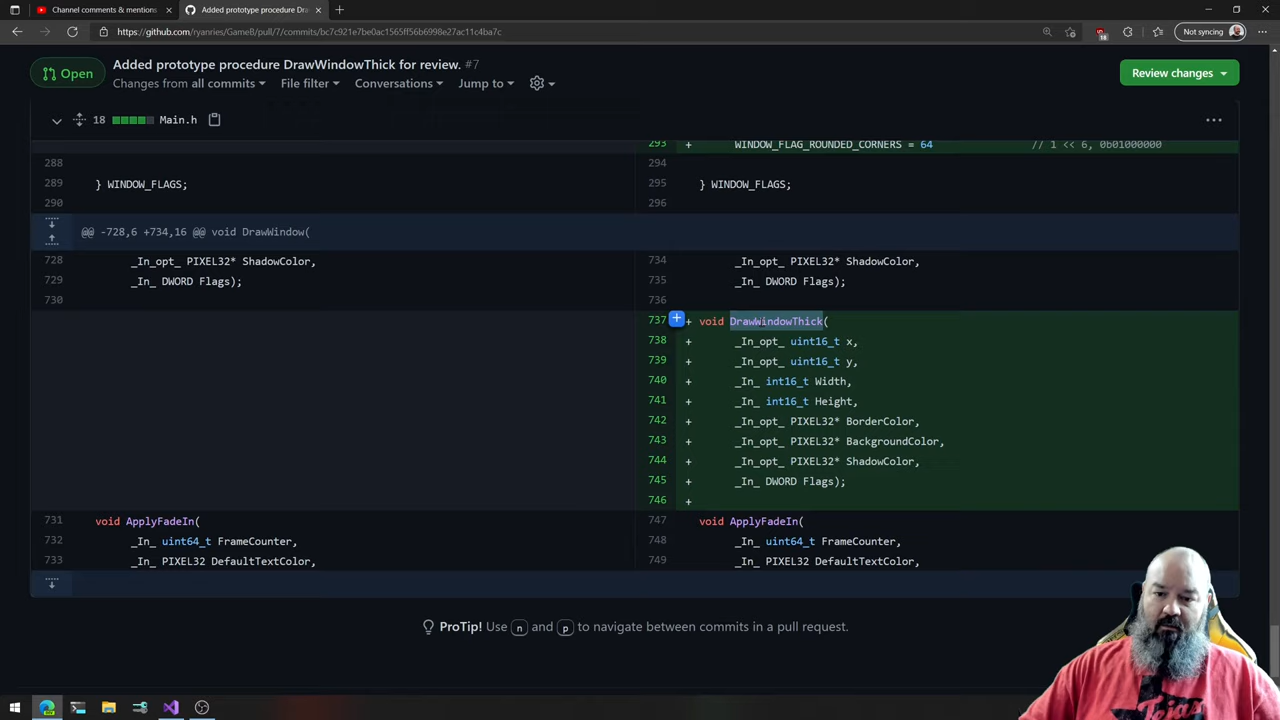 Channel comments & mentions
Added prototype procedure Dra
https://github.com/ryanries/GameB/pull/7/commits/bc7c921e7be0ac1565ff56b6998e27ac11c4ba7c
Not syncing
18
Open
Added prototype procedure DrawWindowThick for review. #7
Changes from all commits
File filter
Conversations
Jump to
Review changes
18
Main.h
293 + WINDOW_FLAG_ROUNDED_CORNERS = 64 // 1 << 6, 0b01000000
288 294
289 } WINDOW_FLAGS; 295 } WINDOW_FLAGS;
290 296
@@ -728,6 +734,16 @@ void DrawWindow(
728 _In_opt_ PIXEL32* ShadowColor, 734 _In_opt_ PIXEL32* ShadowColor,
729 _In_ DWORD Flags); 735 _In_ DWORD Flags);
730 736
737 + void DrawWindowThick(
738 + _In_opt_ uint16_t x,
739 + _In_opt_ uint16_t y,
740 + _In_ int16_t Width,
741 + _In_ int16_t Height,
742 + _In_opt_ PIXEL32* BorderColor,
743 + _In_opt_ PIXEL32* BackgroundColor,
744 + _In_opt_ PIXEL32* ShadowColor,
745 + _In_ DWORD Flags);
746 +
731 void ApplyFadeIn( 747 void ApplyFadeIn(
732 _In_ uint64_t FrameCounter, 748 _In_ uint64_t FrameCounter,
733 _In_ PIXEL32 DefaultTextColor, 749 _In_ PIXEL32 DefaultTextColor,
ProTip! Use n and p to navigate between commits in a pull request.